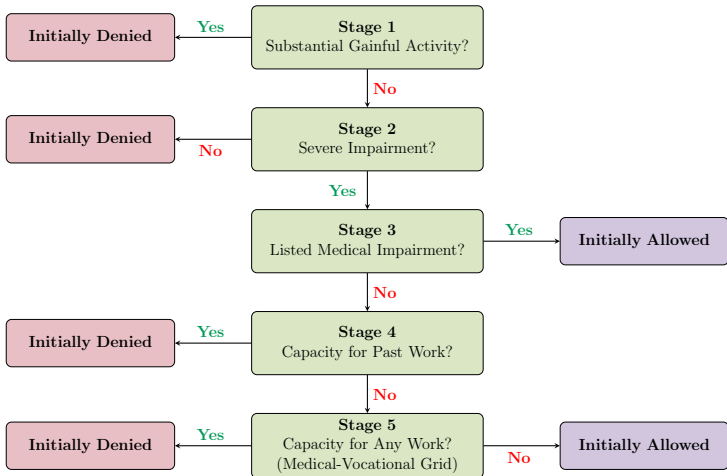 Initially Denied
Yes
Stage 1
Substantial Gainful Activity?
No
Initially Denied
No
Stage 2
Severe Impairment?
Yes
Stage 3
Listed Medical Impairment?
Yes
Initially Allowed
No
Initially Denied
Yes
Stage 4
Capacity for Past Work?
No
Initially Denied
Yes
Stage 5
Capacity for Any Work?
(Medical-Vocational Grid)
No
Initially Allowed